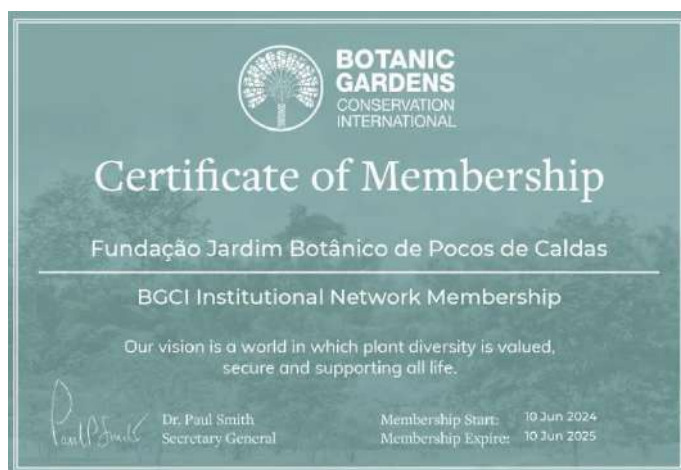 BOTANIC
GARDENS
CONSERVATION
INTERNATIONAL
Certificate of Membership
Fundação Jardim Botânico de Pocos de Caldas
BGCI Institutional Network Membership
Our vision is a world in which plant diversity is valued,
secure and supporting all life.
Paul P. Smith
Dr. Paul Smith
Secretary General
Membership Start: 10 Jun 2024
Membership Expire: 10 Jun 2025